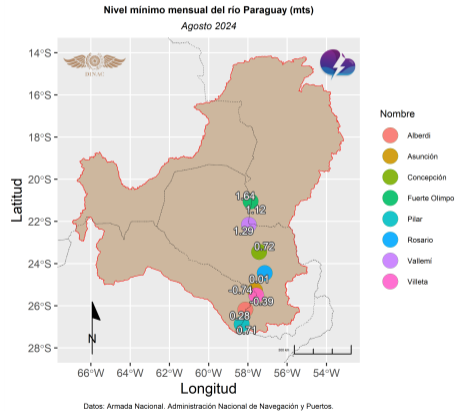 Nivel mínimo mensual del río Paraguay (mts)
Agosto 2024
14°S
16°S
18°S
20°S
22°S
24°S
26°S
28°S
Latitud
DINAC
1.64
1.12
1.29
0.72
0.01
-0.74
-0.39
0.28
0.71
N
66°W
64°W
62°W
60°W
58°W
56°W
54°W
Longitud
Nombre
Alberdi
Asunción
Concepción
Fuerte Olimpo
Pilar
Rosario
Vallemí
Villeta
Datos: Armada Nacional. Administración Nacional de Navegación y Puertos.